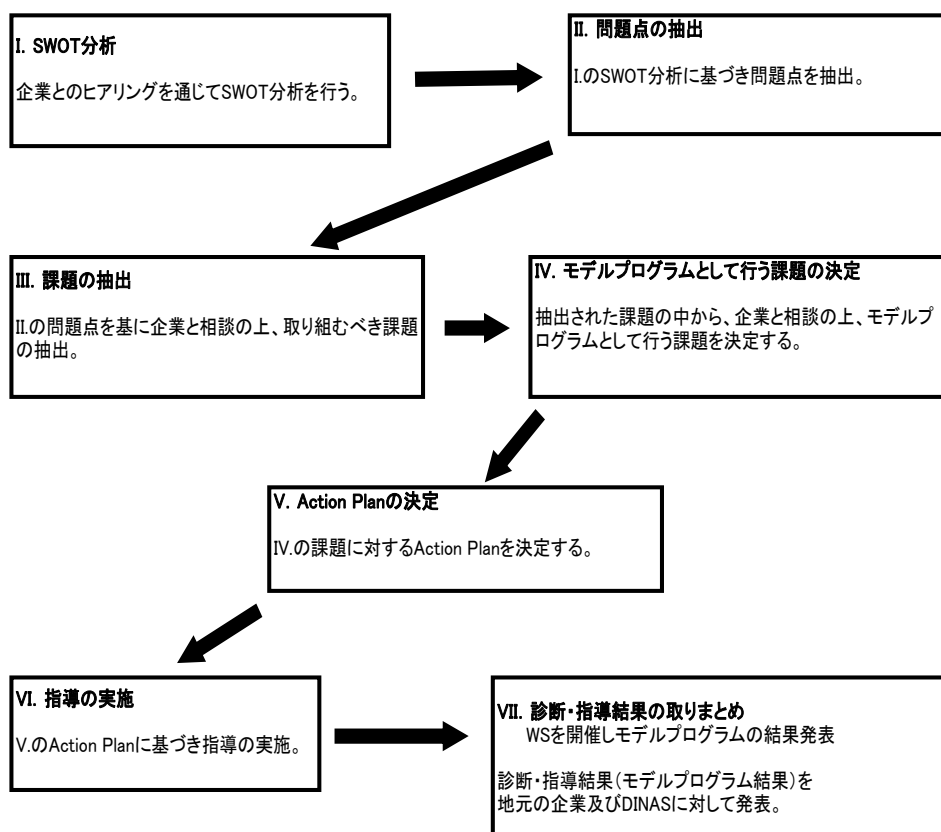 I. SWOT分析
企業とのヒアリングを通じてSWOT分析を行う。
II. 問題点の抽出
I.のSWOT分析に基づき問題点を抽出。
III. 課題の抽出
II.の問題点を基に企業と相談の上、取り組むべき課題
の抽出。
IV. モデルプログラムとして行う課題の決定
抽出された課題の中から、企業と相談の上、モデルプ
ログラムとして行う課題を決定する。
V. Action Planの決定
IV.の課題に対するAction Planを決定する。
VI. 指導の実施
V.のAction Planに基づき指導の実施。
VII. 診断・指導結果の取りまとめ
WSを開催しモデルプログラムの結果発表
診断・指導結果(モデルプログラム結果)を
地元の企業及びDINASに対して発表。